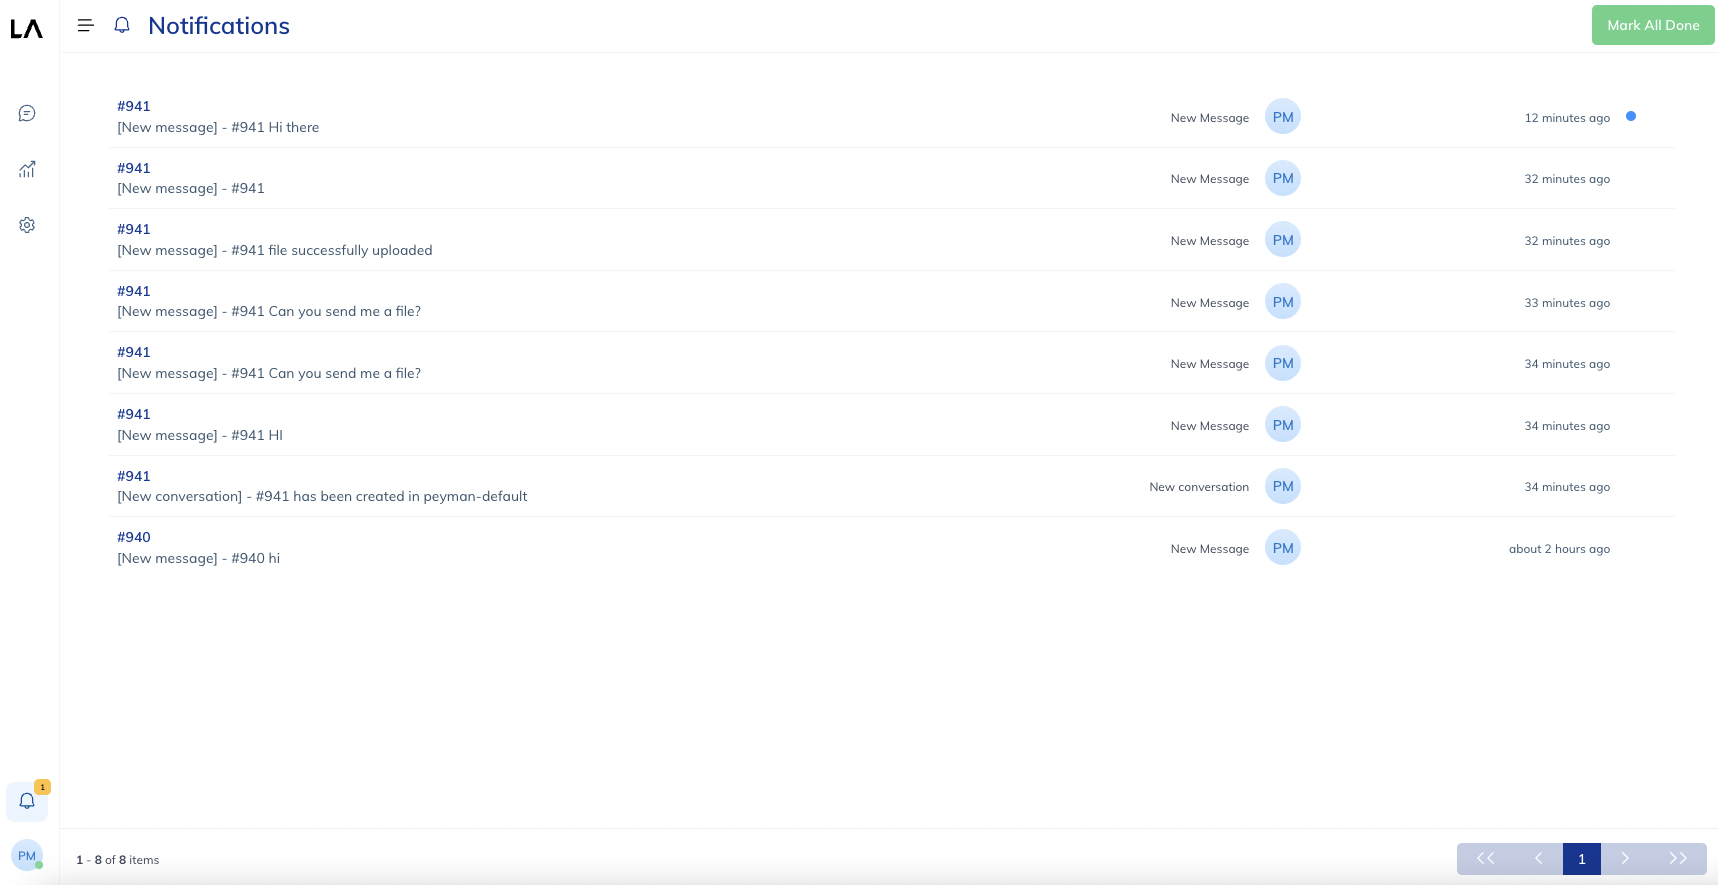 LA
Notifications
Mark All Done
#941
[New message] - #941 Hi there
New Message
PM
12 minutes ago
#941
[New message] - #941
New Message
PM
32 minutes ago
#941
[New message] - #941 file successfully uploaded
New Message
PM
32 minutes ago
#941
[New message] - #941 Can you send me a file?
New Message
PM
33 minutes ago
#941
[New message] - #941 Can you send me a file?
New Message
PM
34 minutes ago
#941
[New message] - #941 HI
New Message
PM
34 minutes ago
#941
[New conversation] - #941 has been created in peyman-default
New conversation
PM
34 minutes ago
#940
[New message] - #940 hi
New Message
PM
about 2 hours ago
1
PM
1 - 8 of 8 items
1